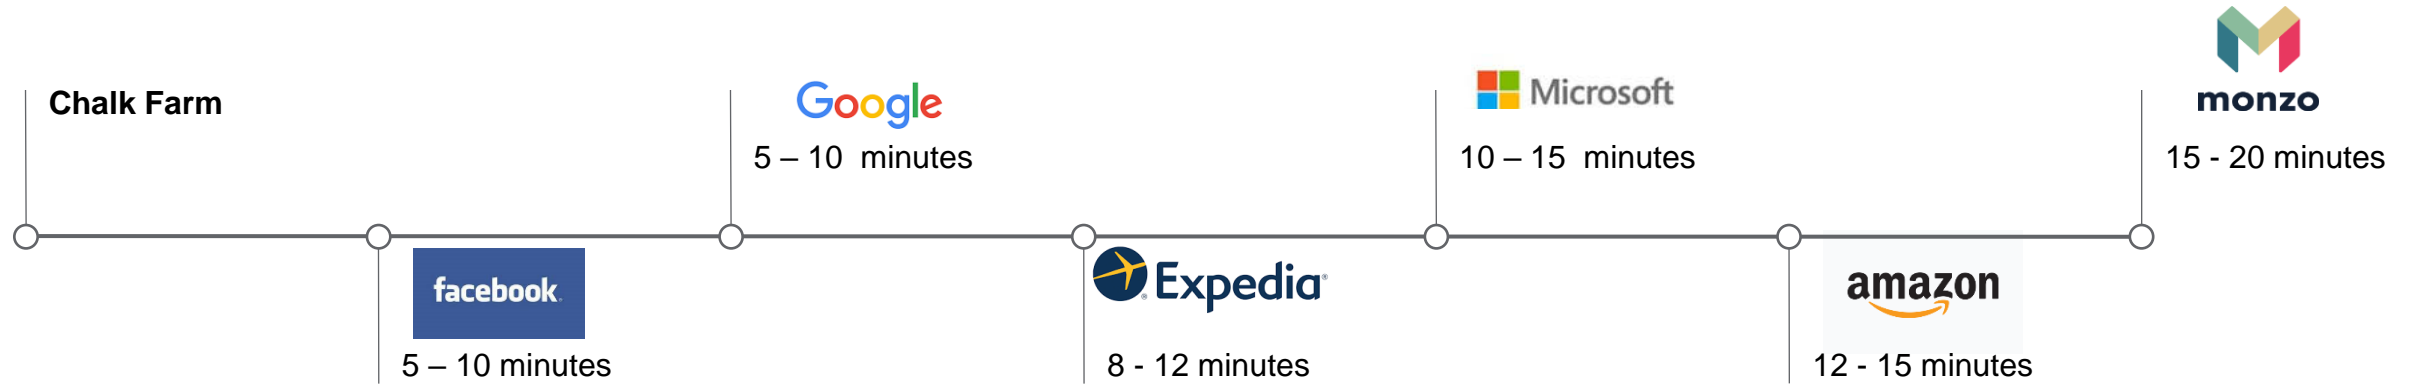 Chalk Farm
facebook.
5 – 10 minutes
Google
5 – 10 minutes
Expedia®
8 - 12 minutes
Microsoft
10 – 15 minutes
amazon
12 - 15 minutes
monzo
15 - 20 minutes